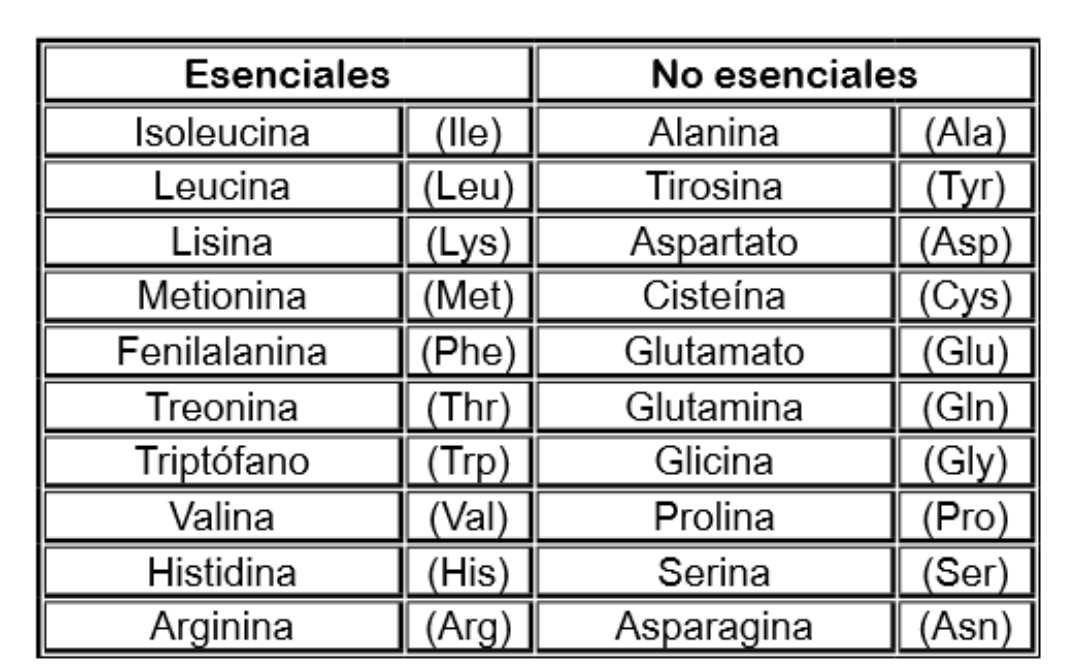 Esenciales No esenciales
Isoleucina (Ile) Alanina (Ala)
Leucina (Leu) Tirosina (Tyr)
Lisina (Lys) Aspartato (Asp)
Metionina (Met) Cisteína (Cys)
Fenilalanina (Phe) Glutamato (Glu)
Treonina (Thr) Glutamina (Gln)
Triptófano (Trp) Glicina (Gly)
Valina (Val) Prolina (Pro)
Histidina (His) Serina (Ser)
Arginina (Arg) Asparagina (Asn)